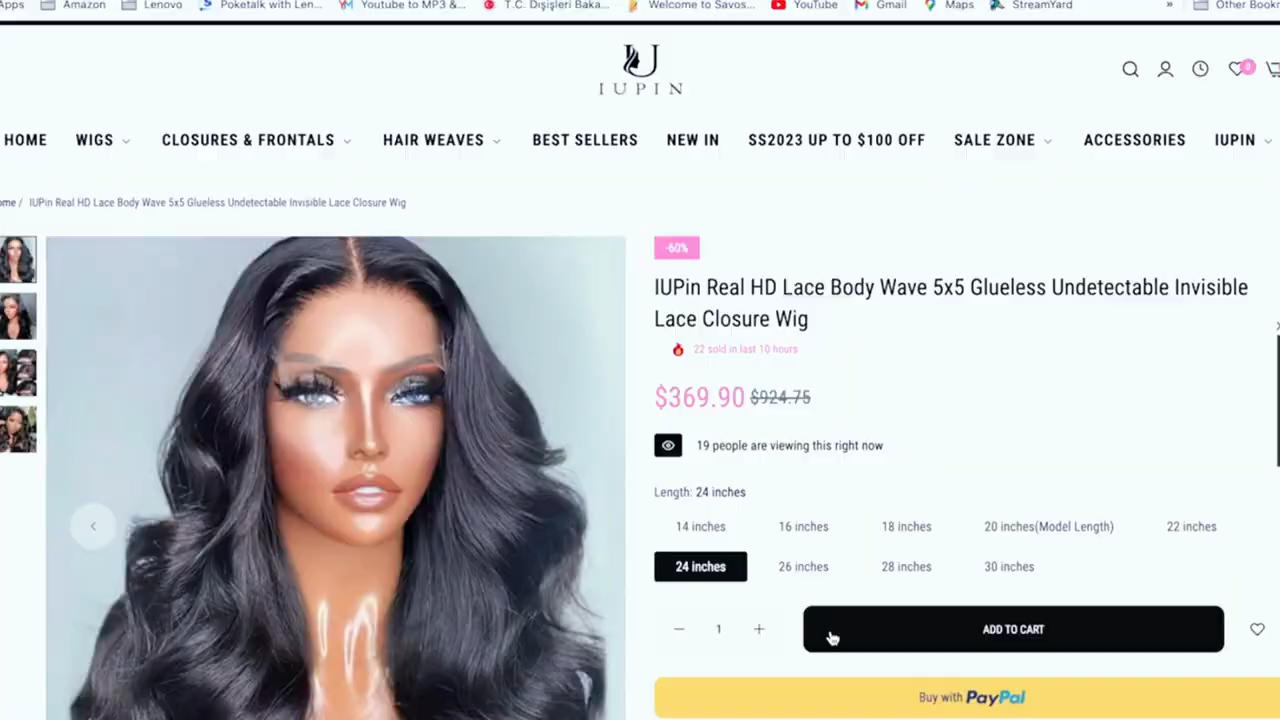 Apps Amazon Lenovo Poketalk with Len... Youtube to MP3 &... T.C. Dışişleri Baka... Welcome to Savos... YouTube Gmail Maps StreamYard » Other Bookm
IUPIN
0
HOME WIGS CLOSURES & FRONTALS HAIR WEAVES BEST SELLERS NEW IN SS2023 UP TO $100 OFF SALE ZONE ACCESSORIES IUPIN
ome / IUPin Real HD Lace Body Wave 5x5 Glueless Undetectable Invisible Lace Closure Wig
-60%
IUPin Real HD Lace Body Wave 5x5 Glueless Undetectable Invisible
Lace Closure Wig
22 sold in last 10 hours
$369.90 $924.75
19 people are viewing this right now
Length: 24 inches
14 inches 16 inches 18 inches 20 inches(Model Length) 22 inches
24 inches 26 inches 28 inches 30 inches
− 1 + ADD TO CART
Buy with PayPal